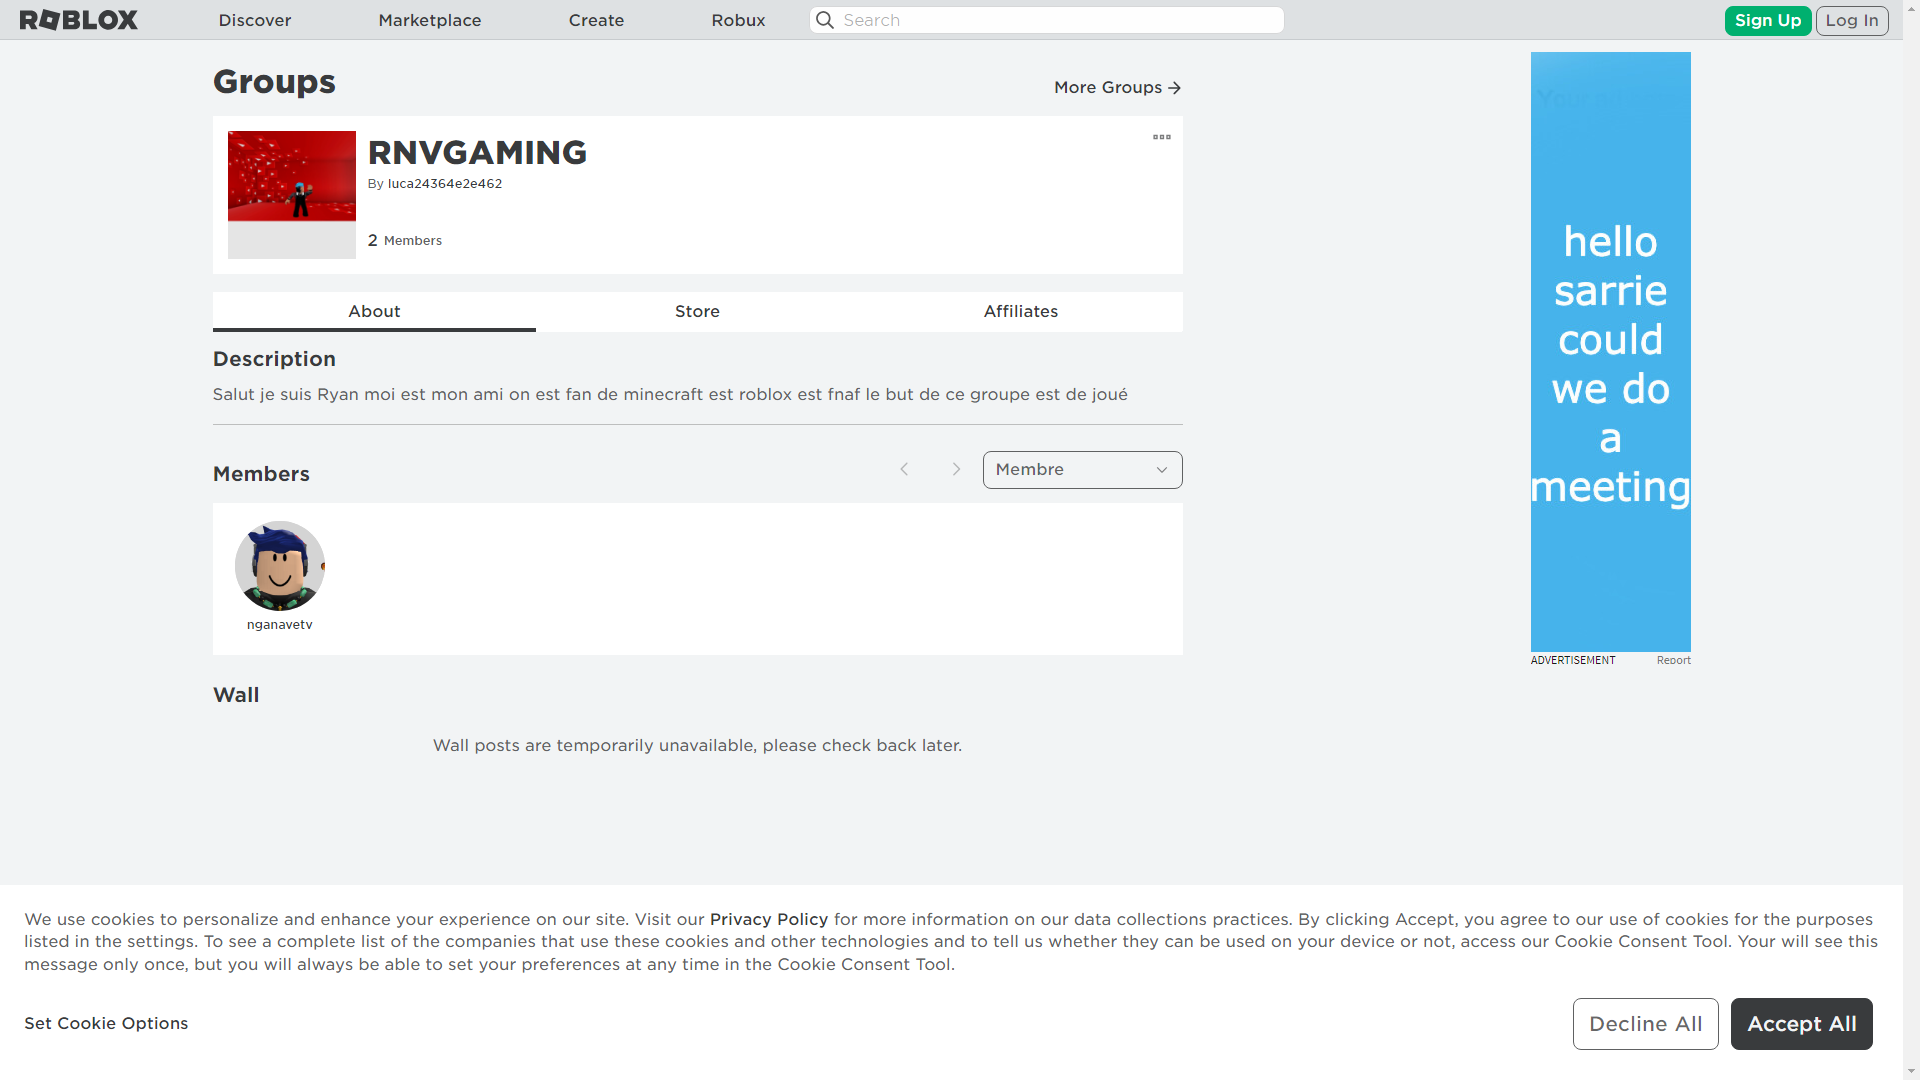 ROBLOX
Discover
Marketplace
Create
Robux
Search
Sign Up
Log In
Groups
More Groups
RNVGAMING
By luca24364e2e462
2 Members
About
Store
Affiliates
Description
Salut je suis Ryan moi est mon ami on est fan de minecraft est roblox est fnaf le but de ce groupe est de joué
Members
Membre
nganavetv
Wall
Wall posts are temporarily unavailable, please check back later.
hello
sarrie
could
we do
a
meeting
ADVERTISEMENT
Report
We use cookies to personalize and enhance your experience on our site. Visit our Privacy Policy for more information on our data collections practices. By clicking Accept, you agree to our use of cookies for the purposes
listed in the settings. To see a complete list of the companies that use these cookies and other technologies and to tell us whether they can be used on your device or not, access our Cookie Consent Tool. Your will see this
message only once, but you will always be able to set your preferences at any time in the Cookie Consent Tool.
Set Cookie Options
Decline All
Accept All